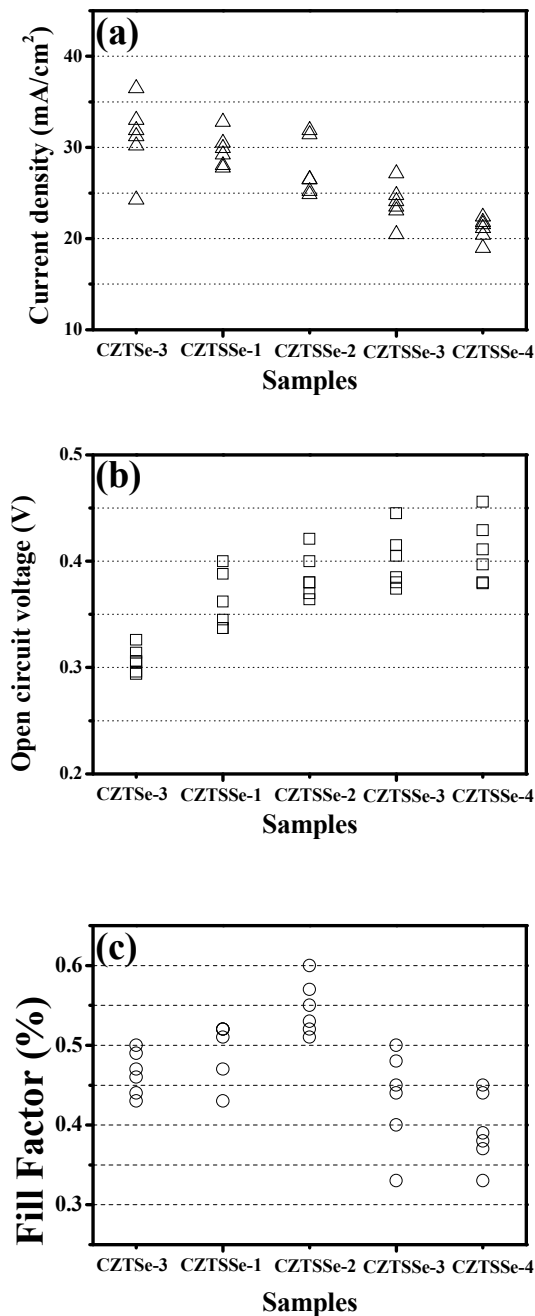 (a)
Current density (mA/cm²)
40
30
20
10
CZTSe-3 CZTSSe-1 CZTSSe-2 CZTSSe-3 CZTSSe-4
Samples
(b)
Open circuit voltage (V)
0.5
0.4
0.3
0.2
CZTSe-3 CZTSSe-1 CZTSSe-2 CZTSSe-3 CZTSSe-4
Samples
(c)
Fill Factor (%)
0.6
0.5
0.4
0.3
CZTSe-3 CZTSSe-1 CZTSSe-2 CZTSSe-3 CZTSSe-4
Samples